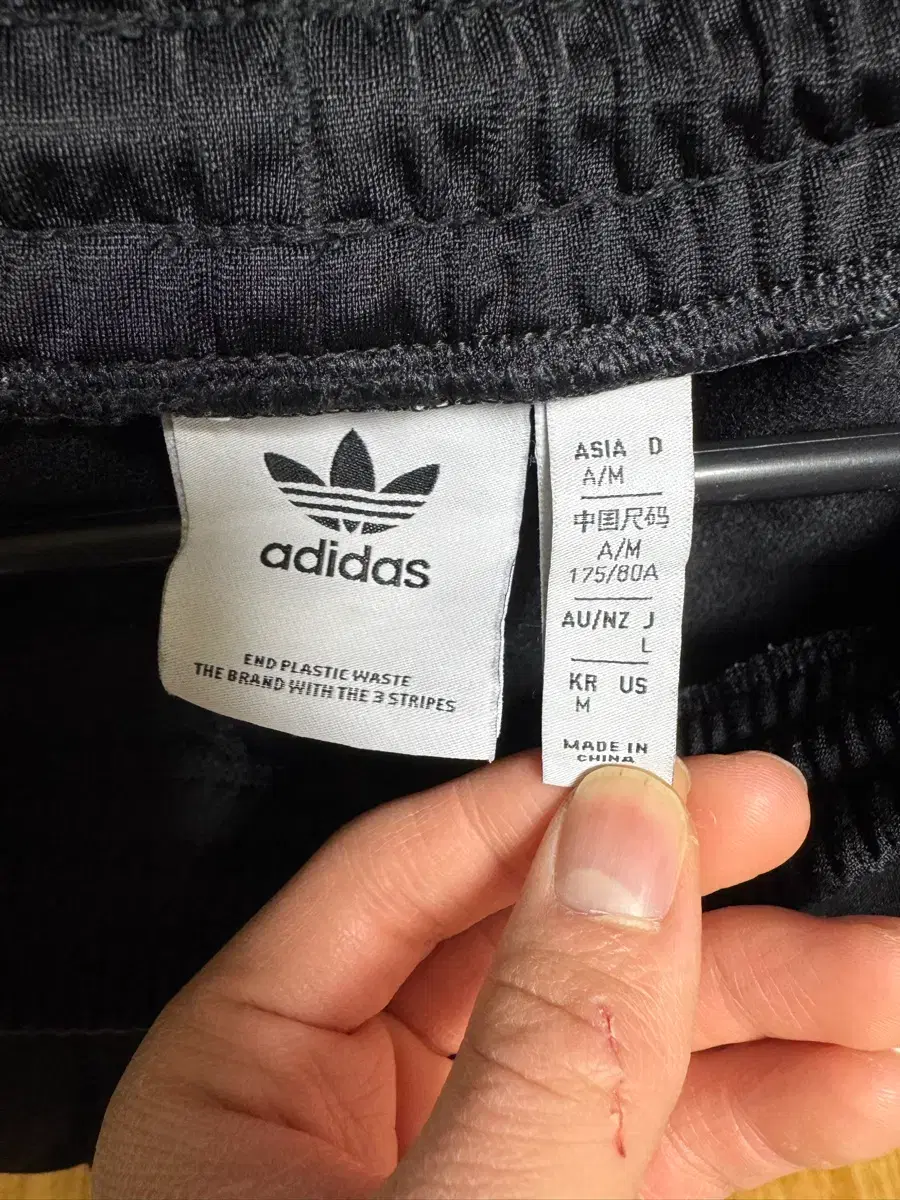 adidas
END PLASTIC WASTE
THE BRAND WITH THE 3 STRIPES
ASIA D
A/M
中国尺码
A/M
175/80A
AU/NZ J
L
KR US
M
MADE IN
CHINA